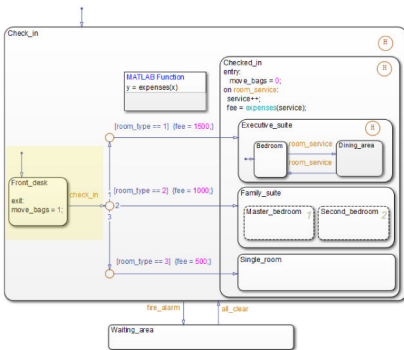 Check_in
H
Checked_in
entry:
move_bags = 0;
on room_service:
service++;
fee = expenses(service);
H
MATLAB Function
y = expenses(x)
[room_type == 1] {fee = 1500;}
Executive_suite
H
Bedroom
room_service
Dining_area
room_service
Front_desk
exit:
move_bags = 1;
check_in
1
2
3
[room_type == 2] {fee = 1000;}
Family_suite
Master_bedroom
1
Second_bedroom
2
[room_type == 3] {fee = 500;}
Single_room
fire_alarm
all_clear
Waiting_area